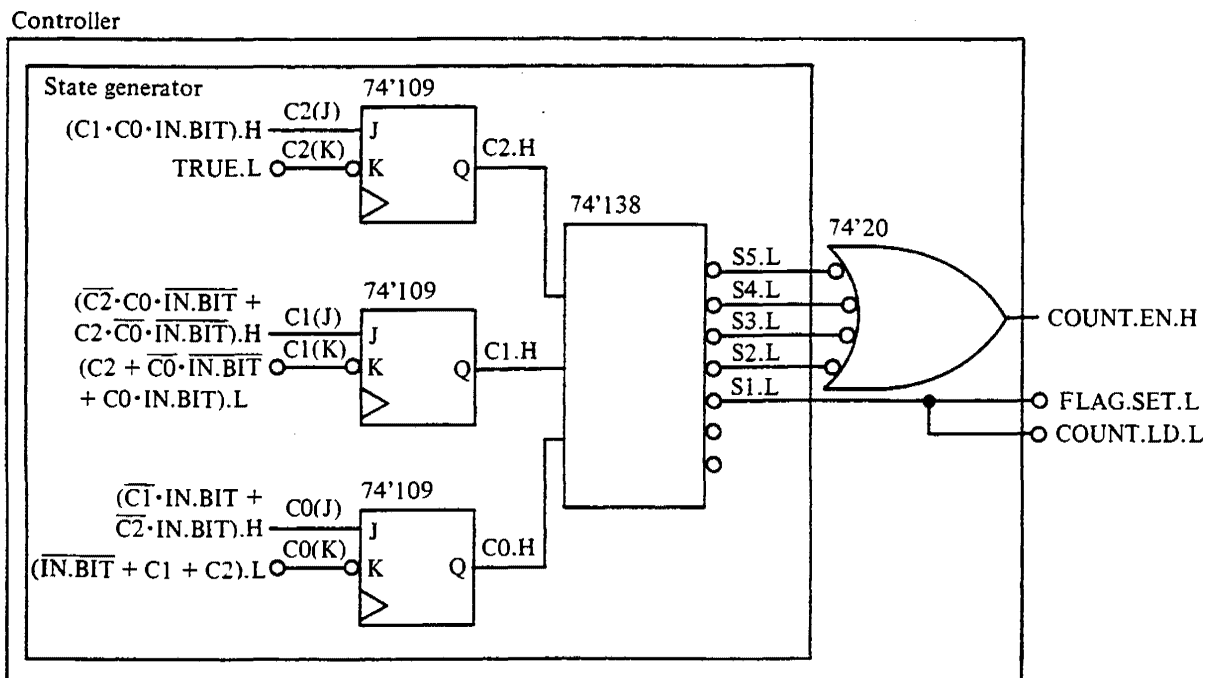 Controller
State generator
74'109
(C1·C0·IN.BIT).H
C2(J)
J
TRUE.L
C2(K)
K
Q
C2.H
74'138
74'20
(C̅2̅·C0·I̅N̅.̅B̅I̅T̅ +
C2·C̅0̅·I̅N̅.̅B̅I̅T̅).H
(C2 + C̅0̅·I̅N̅.̅B̅I̅T̅
+ C0·IN.BIT).L
74'109
C1(J)
J
C1(K)
K
Q
C1.H
S5.L
S4.L
S3.L
S2.L
S1.L
COUNT.EN.H
FLAG.SET.L
COUNT.LD.L
(C̅1̅·IN.BIT +
C̅2̅·IN.BIT).H
(I̅N̅.̅B̅I̅T̅ + C1 + C2).L
74'109
C0(J)
J
C0(K)
K
Q
C0.H